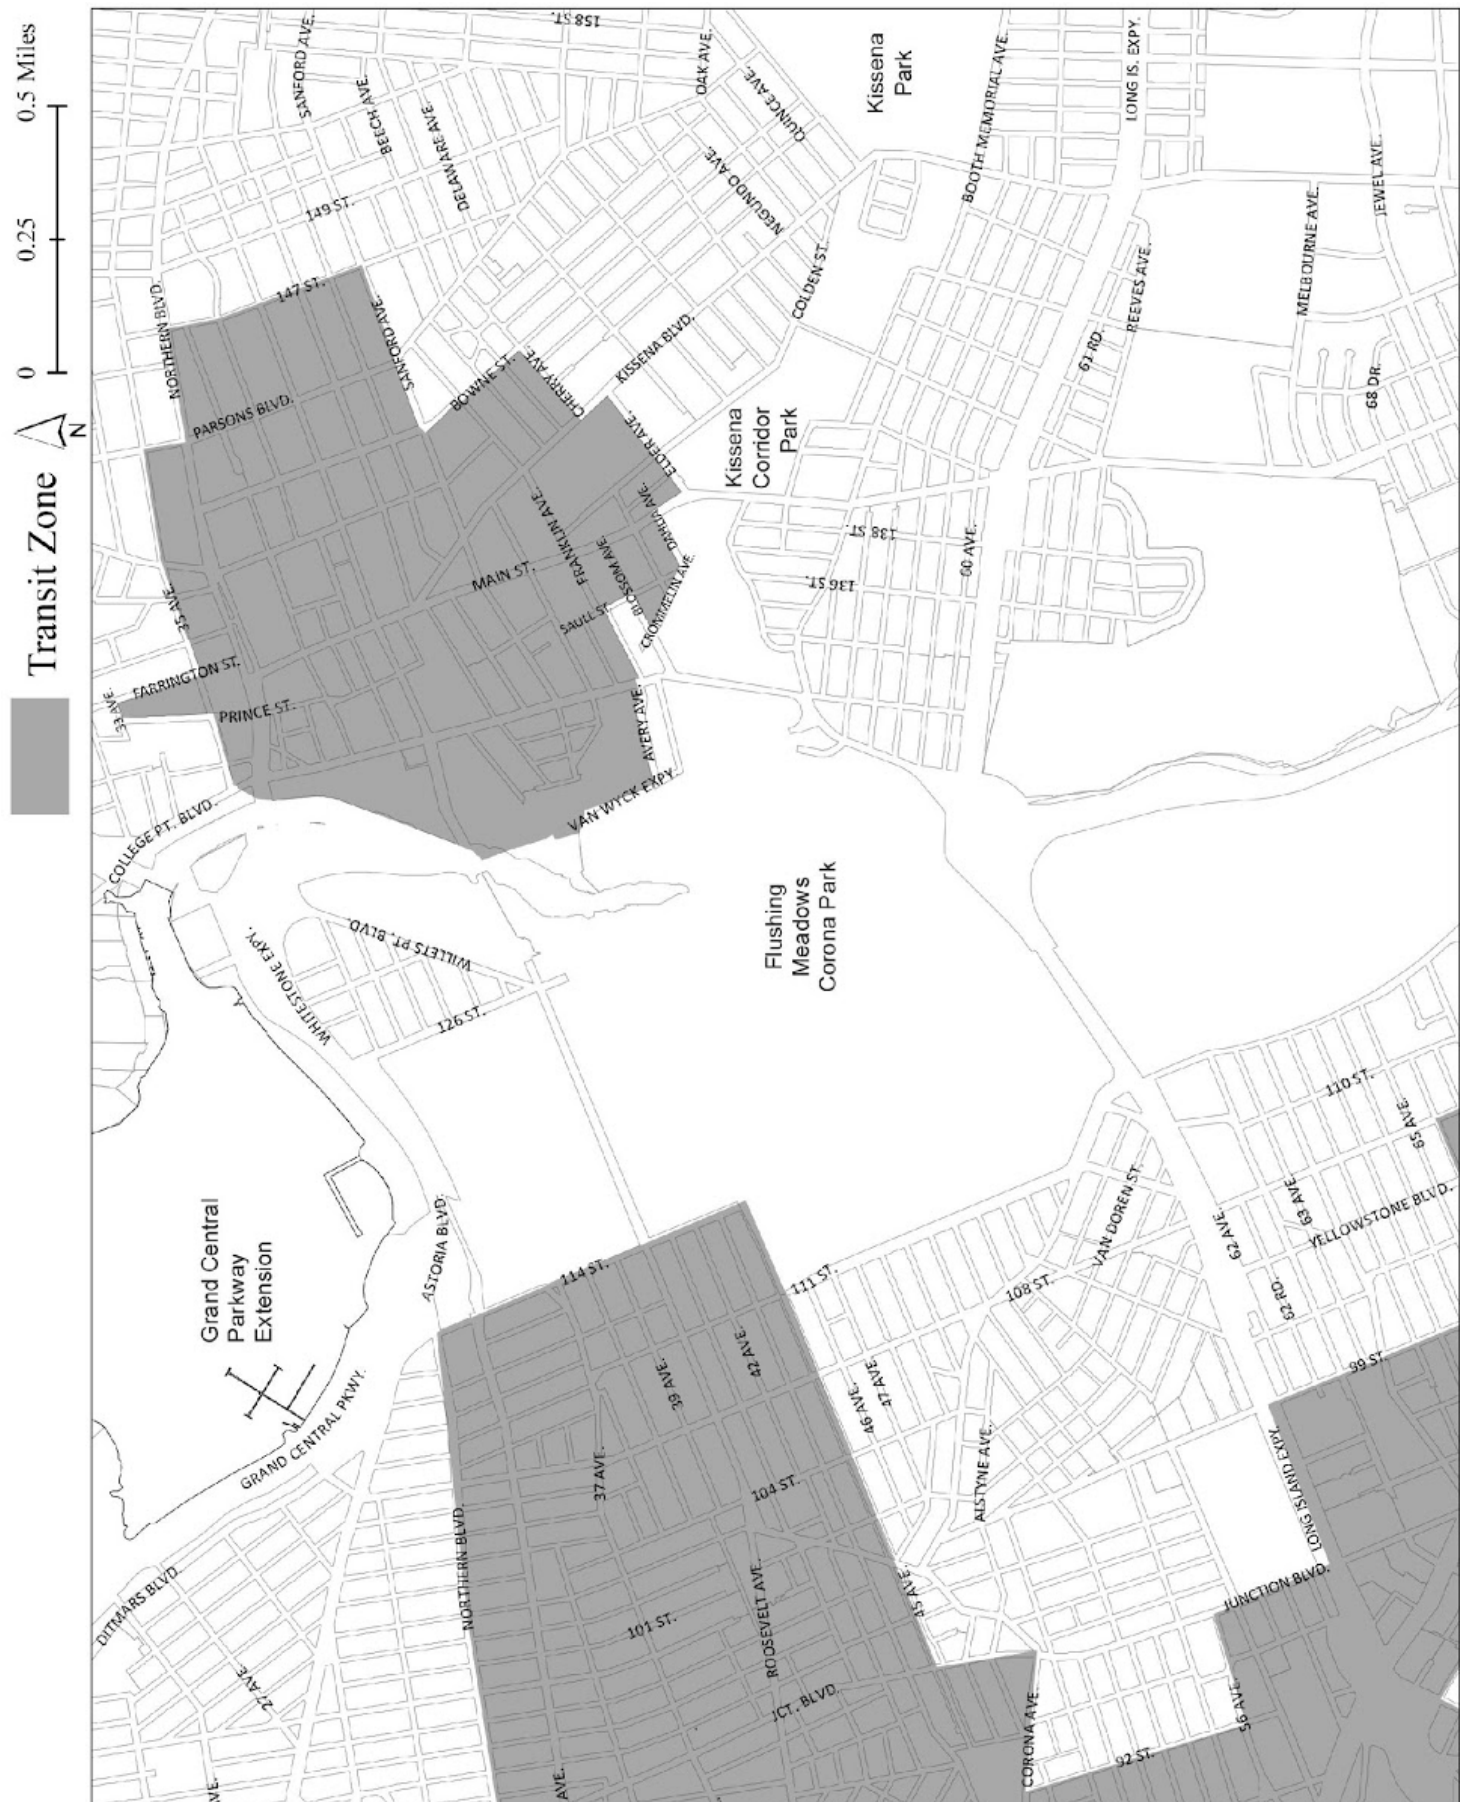 Transit Zone
N
0
0.25
0.5 Miles
158 ST.
SANFORD AVE.
BEECH AVE.
DELAWARE AVE.
149 ST.
OAK AVE.
QUINCE AVE.
NEGUNDO AVE.
Kissena
Park
BOOTH MEMORIAL AVE.
LONG IS. EXPY.
JEWEL AVE.
MELBOURNE AVE.
REEVES AVE.
61 RD.
68 DR.
COLDEN ST.
KISSENA BLVD.
147 ST.
NORTHERN BLVD.
PARSONS BLVD.
SANFORD AVE.
BOWNE ST.
CHERRY AVE.
ELDER AVE.
Kissena
Corridor
Park
DAHLIA AVE.
FRANKLIN AVE.
BLOSSOM AVE.
MAIN ST.
SAULL ST.
CROMMELIN AVE.
138 ST.
136 ST.
60 AVE.
35 AVE.
FARRINGTON ST.
33 AVE.
PRINCE ST.
AVERY AVE.
VAN WYCK EXPY.
COLLEGE PT. BLVD.
WHITESTONE EXPY.
WILLETS PT. BLVD.
126 ST.
Flushing
Meadows
Corona Park
Grand Central
Parkway
Extension
ASTORIA BLVD.
GRAND CENTRAL PKWY.
114 ST.
111 ST.
108 ST.
VAN DOREN ST.
110 ST.
65 AVE.
63 AVE.
YELLOWSTONE BLVD.
62 AVE.
62 RD.
99 ST.
39 AVE.
42 AVE.
46 AVE.
47 AVE.
ALSTYNE AVE.
37 AVE.
104 ST.
LONG ISLAND EXPY.
NORTHERN BLVD.
DITMARS BLVD.
27 AVE.
101 ST.
ROOSEVELT AVE.
45 AVE.
JUNCTION BLVD.
JCT. BLVD.
CORONA AVE.
56 AVE.
92 ST.
AVE.